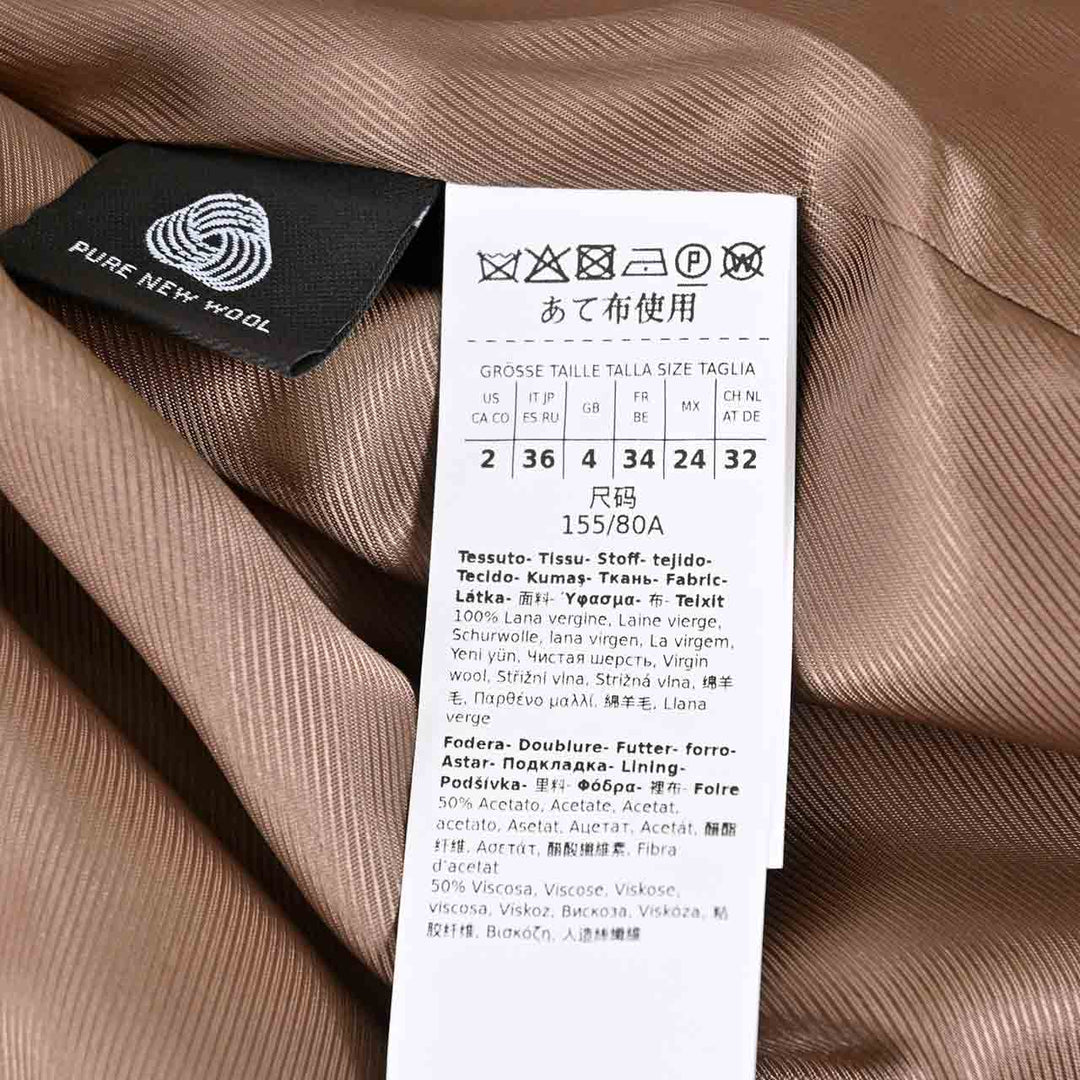 PURE NEW WOOL
P W
あて布使用
GRÖSSE TAILLE TALLA SIZE TAGLIA
US CA CO
IT JP ES RU
GB
FR BE
MX
CH NL AT DE
2 36 4 34 24 32
尺码
155/80A
Tessuto- Tissu- Stoff- tejido-
Tecido- Kumaş- Ткань- Fabric-
Látka- 面料- Ύφασμα- 布- Teixit
100% Lana vergine, Laine vierge,
Schurwolle, lana virgen, La virgem,
Yeni yün, Чистая шерсть, Virgin
wool, Střižní vlna, Strižná vlna, 绵羊
毛, Παρθένο μαλλί, 綿羊毛, Llana
verge
Fodera- Doublure- Futter- forro-
Astar- Подкладка- Lining-
Podšívka- 里料- Φόδρα- 裡布- Folre
50% Acetato, Acetate, Acetat,
acetato, Asetat, Ацетат, Acetát, 醋酯
纤维, Ασετάτ, 醋酸纖維素, Fibra
d'acetat
50% Viscosa, Viscose, Viskose,
viscosa, Viskoz, Вискоза, Viskóza, 粘
胶纤维, Βισκόζη, 人造絲纖維